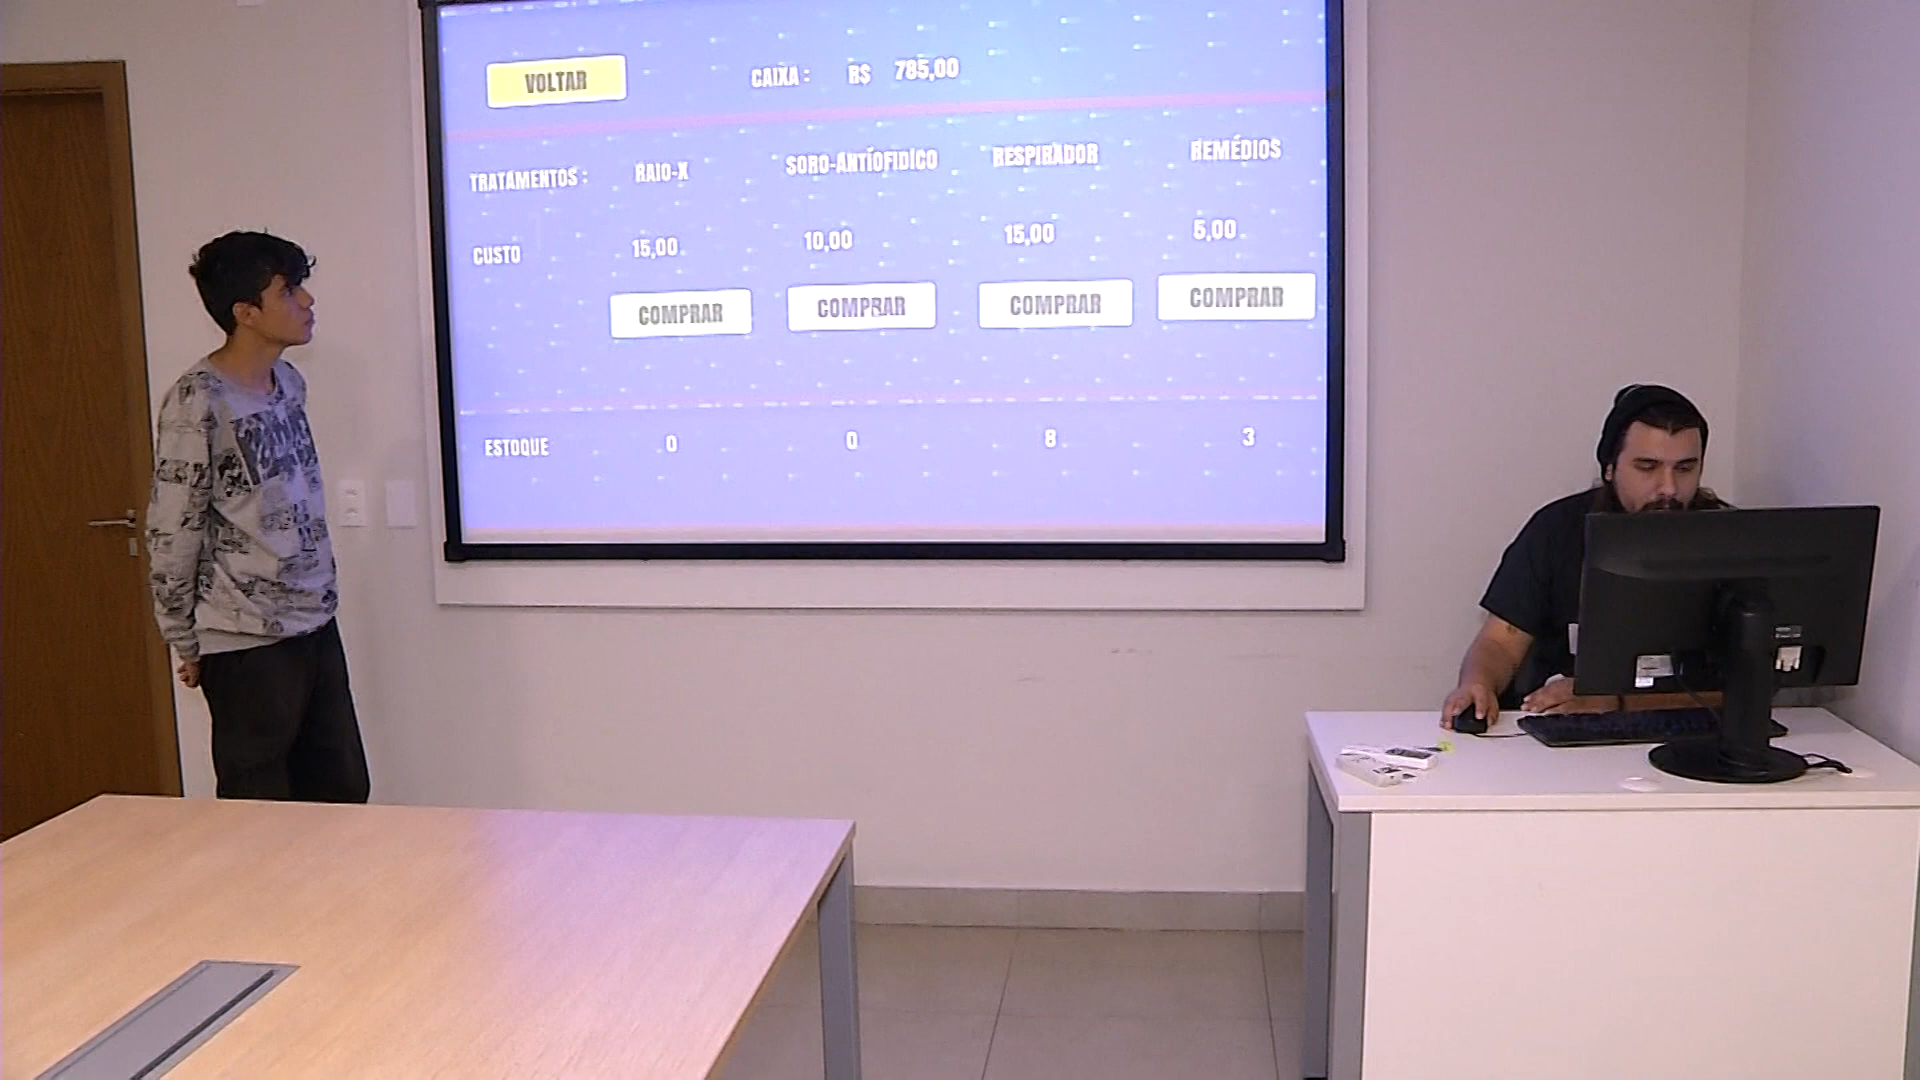 VOLTAR CAIXA : R$ 785,00
TRATAMENTOS : RAIO-X SORO-ANTÍOFIDÍCO RESPIRADOR REMÉDIOS
CUSTO 15,00 10,00 15,00 5,00
COMPRAR COMPRAR COMPRAR COMPRAR
ESTOQUE 0 0 8 3